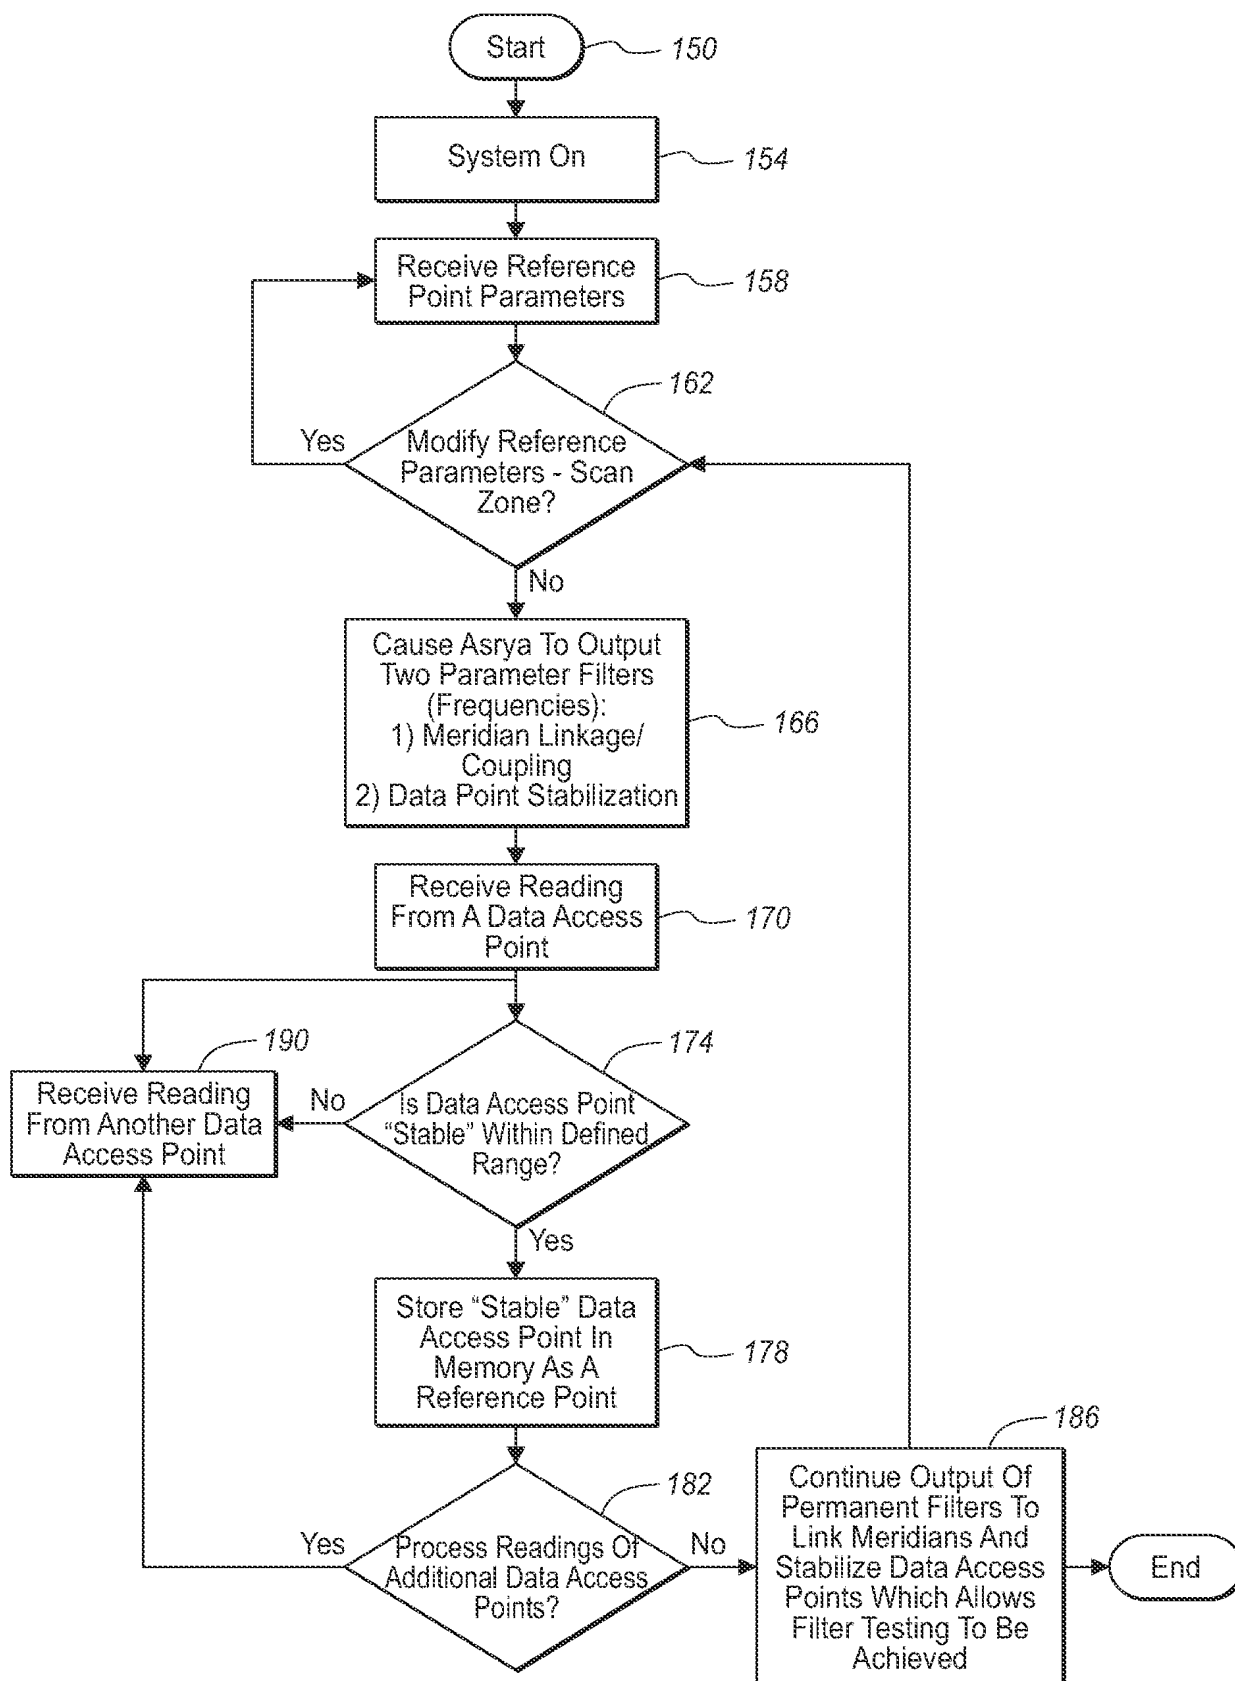 Start
150
System On
154
Receive Reference
Point Parameters
158
162
Yes
Modify Reference
Parameters - Scan
Zone?
No
Cause Asrya To Output
Two Parameter Filters
(Frequencies):
1) Meridian Linkage/
Coupling
2) Data Point Stabilization
166
Receive Reading
From A Data Access
Point
170
190
174
Receive Reading
From Another Data
Access Point
No
Is Data Access Point
“Stable” Within Defined
Range?
Yes
Store “Stable” Data
Access Point In
Memory As A
Reference Point
178
182
Yes
Process Readings Of
Additional Data Access
Points?
No
186
Continue Output Of
Permanent Filters To
Link Meridians And
Stabilize Data Access
Points Which Allows
Filter Testing To Be
Achieved
End